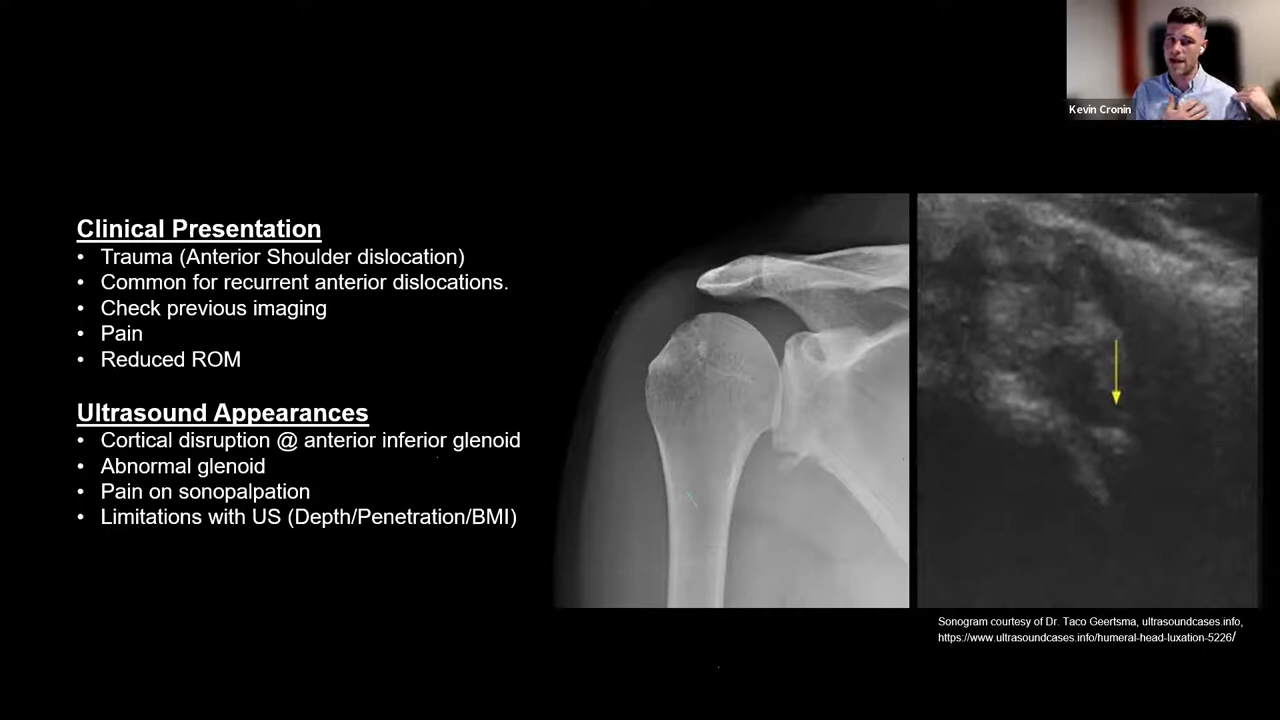 Kevin Cronin
Clinical Presentation
• Trauma (Anterior Shoulder dislocation)
• Common for recurrent anterior dislocations.
• Check previous imaging
• Pain
• Reduced ROM
Ultrasound Appearances
• Cortical disruption @ anterior inferior glenoid
• Abnormal glenoid
• Pain on sonopalpation
• Limitations with US (Depth/Penetration/BMI)
Sonogram courtesy of Dr. Taco Geertsma, ultrasoundcases.info,
https://www.ultrasoundcases.info/humeral-head-luxation-5226/